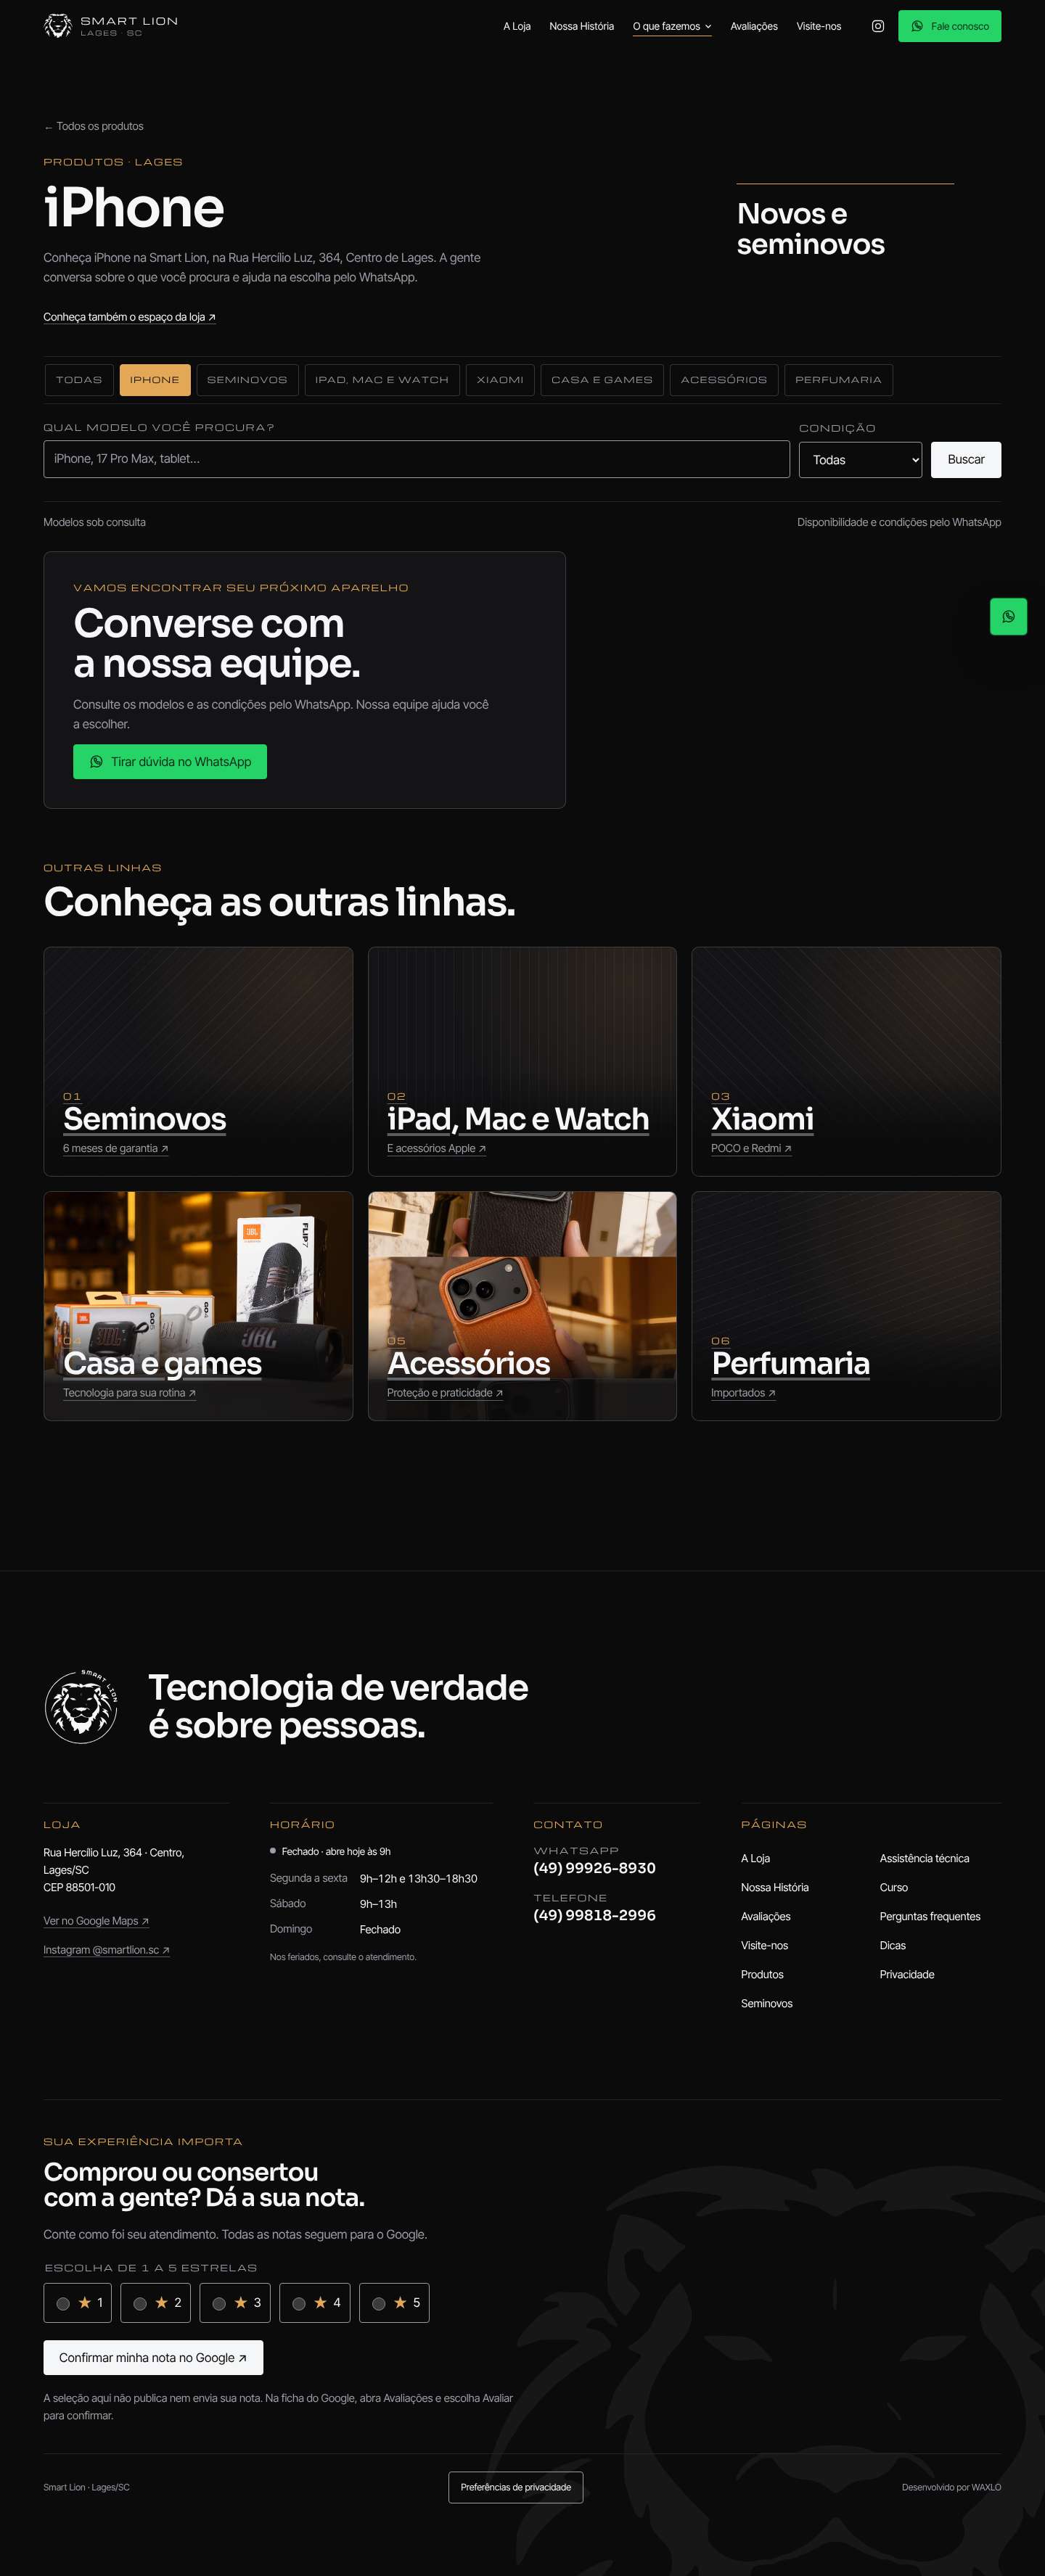 SMART LION
LAGES · SC
A Loja
Nossa História
O que fazemos
Avaliações
Visite-nos
Fale conosco
← Todos os produtos
PRODUTOS · LAGES
iPhone
Conheça iPhone na Smart Lion, na Rua Hercílio Luz, 364, Centro de Lages. A gente
conversa sobre o que você procura e ajuda na escolha pelo WhatsApp.
Conheça também o espaço da loja ↗
Novos e
seminovos
TODAS
IPHONE
SEMINOVOS
IPAD, MAC E WATCH
XIAOMI
CASA E GAMES
ACESSÓRIOS
PERFUMARIA
QUAL MODELO VOCÊ PROCURA?
iPhone, 17 Pro Max, tablet...
CONDIÇÃO
Todas
Buscar
Modelos sob consulta
Disponibilidade e condições pelo WhatsApp
VAMOS ENCONTRAR SEU PRÓXIMO APARELHO
Converse com
a nossa equipe.
Consulte os modelos e as condições pelo WhatsApp. Nossa equipe ajuda você
a escolher.
Tirar dúvida no WhatsApp
OUTRAS LINHAS
Conheça as outras linhas.
01
Seminovos
6 meses de garantia ↗
02
iPad, Mac e Watch
E acessórios Apple ↗
03
Xiaomi
POCO e Redmi ↗
JBL
FLIP7
GO4
JBL
04
Casa e games
Tecnologia para sua rotina ↗
05
Acessórios
Proteção e praticidade ↗
06
Perfumaria
Importados ↗
SMART LION
Tecnologia de verdade
é sobre pessoas.
LOJA
Rua Hercílio Luz, 364 · Centro,
Lages/SC
CEP 88501-010
Ver no Google Maps ↗
Instagram @smartlion.sc ↗
HORÁRIO
Fechado · abre hoje às 9h
Segunda a sexta 9h–12h e 13h30–18h30
Sábado 9h–13h
Domingo Fechado
Nos feriados, consulte o atendimento.
CONTATO
WHATSAPP
(49) 99926-8930
TELEFONE
(49) 99818-2996
PÁGINAS
A Loja
Nossa História
Avaliações
Visite-nos
Produtos
Seminovos
Assistência técnica
Curso
Perguntas frequentes
Dicas
Privacidade
SUA EXPERIÊNCIA IMPORTA
Comprou ou consertou
com a gente? Dá a sua nota.
Conte como foi seu atendimento. Todas as notas seguem para o Google.
ESCOLHA DE 1 A 5 ESTRELAS
★ 1
★ 2
★ 3
★ 4
★ 5
Confirmar minha nota no Google ↗
A seleção aqui não publica nem envia sua nota. Na ficha do Google, abra Avaliações e escolha Avaliar
para confirmar.
Smart Lion · Lages/SC
Preferências de privacidade
Desenvolvido por WAXLO